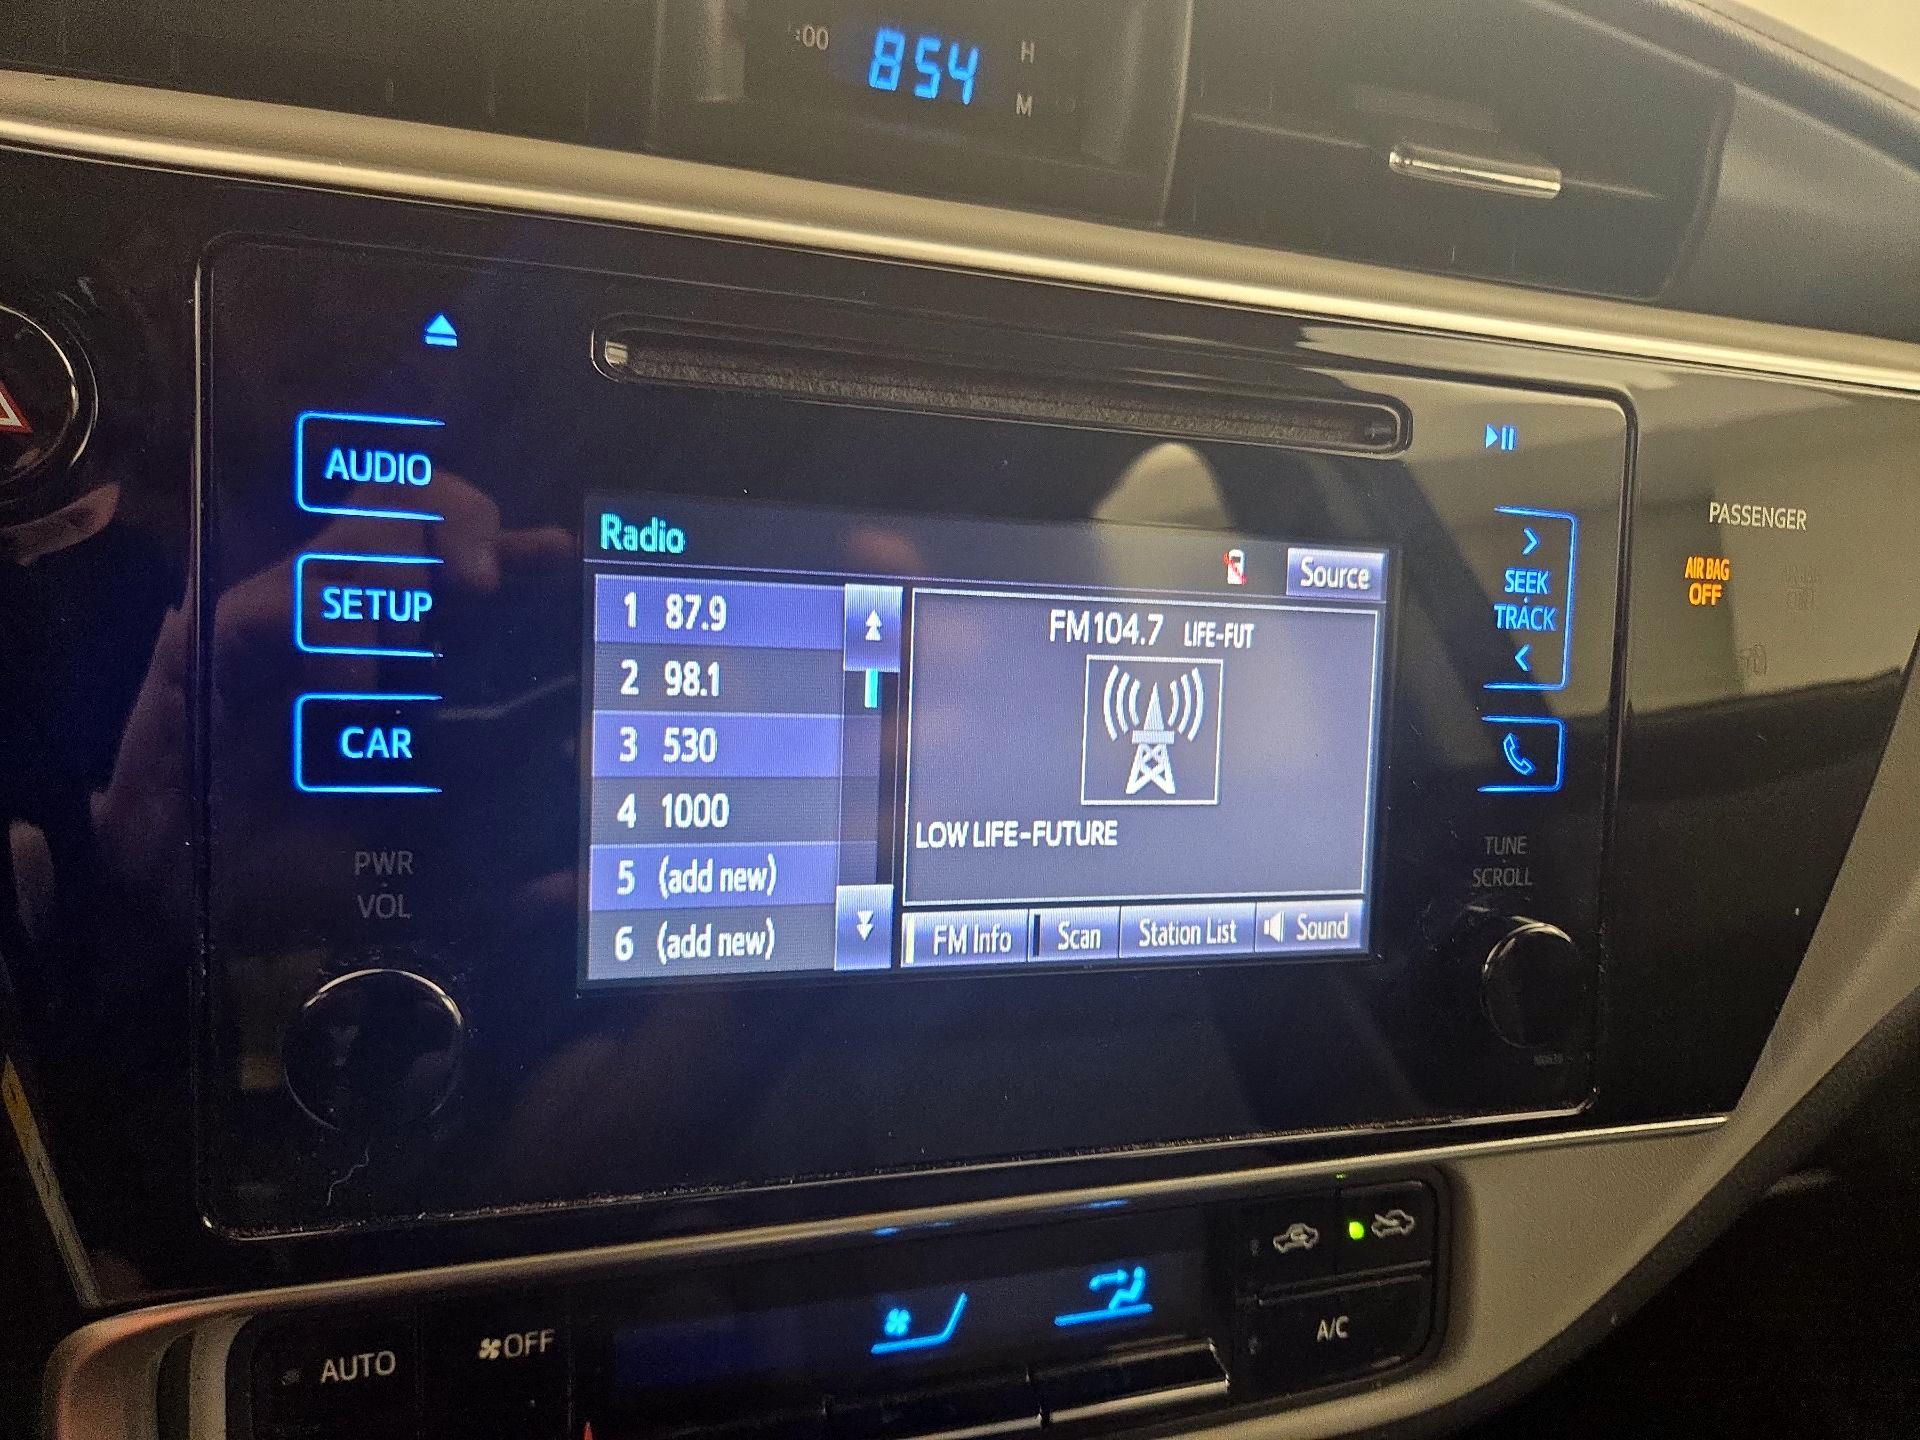 :00 854 H
M
AUDIO
SETUP
CAR
PWR
VOL
Radio
Source
1 87.9
2 98.1
3 530
4 1000
5 (add new)
6 (add new)
FM104.7 LIFE-FUT
LOW LIFE-FUTURE
FM Info Scan Station List Sound
SEEK
TRACK
TUNE
SCROLL
PASSENGER
AIR BAG
OFF
AUTO
OFF
A/C